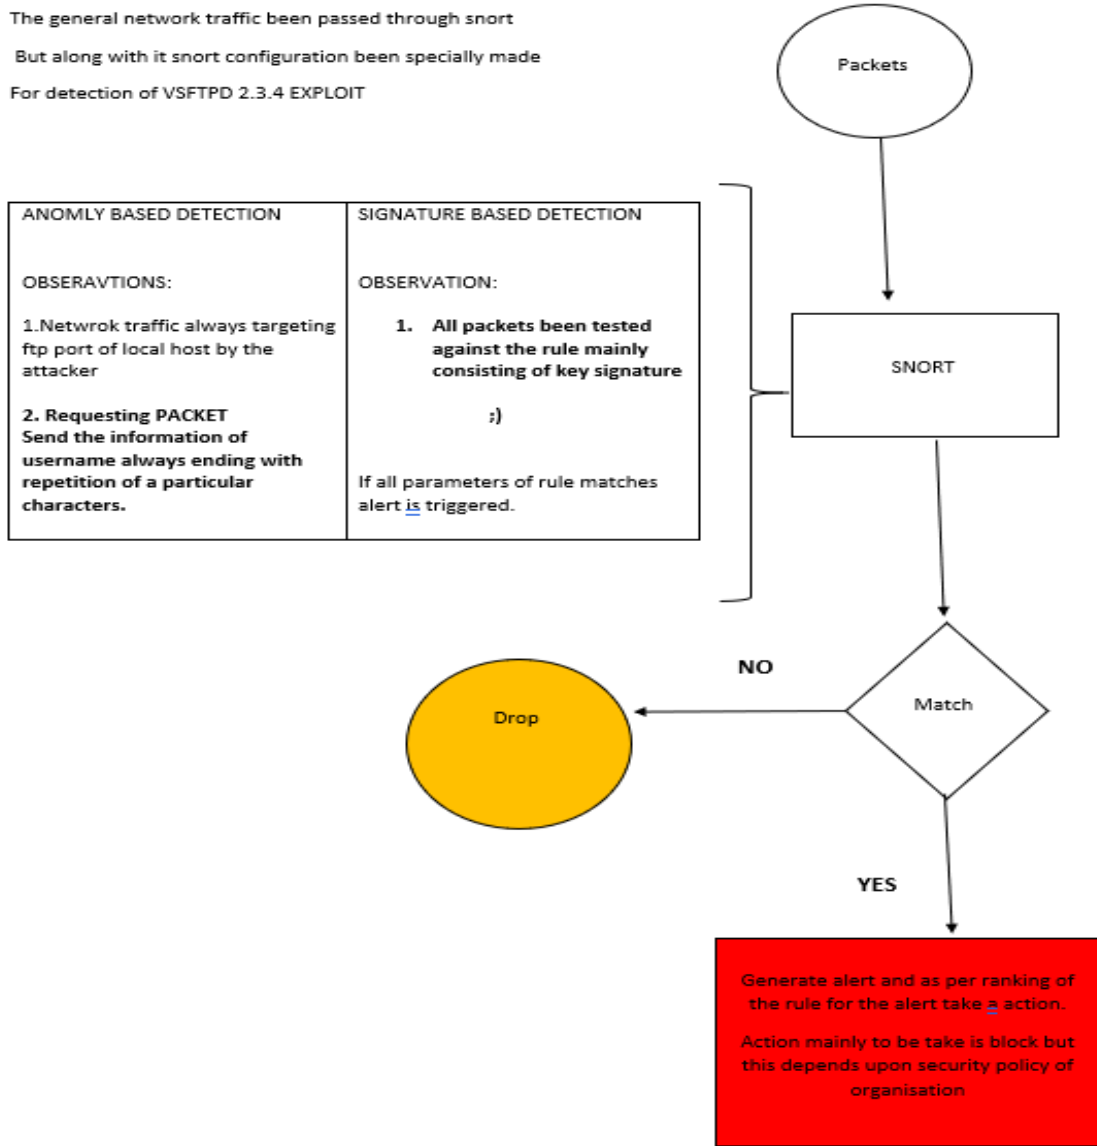 The general network traffic been passed through snort
But along with it snort configuration been specially made
For detection of VSFTPD 2.3.4 EXPLOIT
Packets
ANOMLY BASED DETECTION
OBSERAVTIONS:
1.Netwrok traffic always targeting
ftp port of local host by the
attacker
2. Requesting PACKET
Send the information of
username always ending with
repetition of a particular
characters.
SIGNATURE BASED DETECTION
OBSERVATION:
1. All packets been tested
against the rule mainly
consisting of key signature
;)
If all parameters of rule matches
alert is triggered.
SNORT
Match
NO
Drop
YES
Generate alert and as per ranking of
the rule for the alert take a action.
Action mainly to be take is block but
this depends upon security policy of
organisation